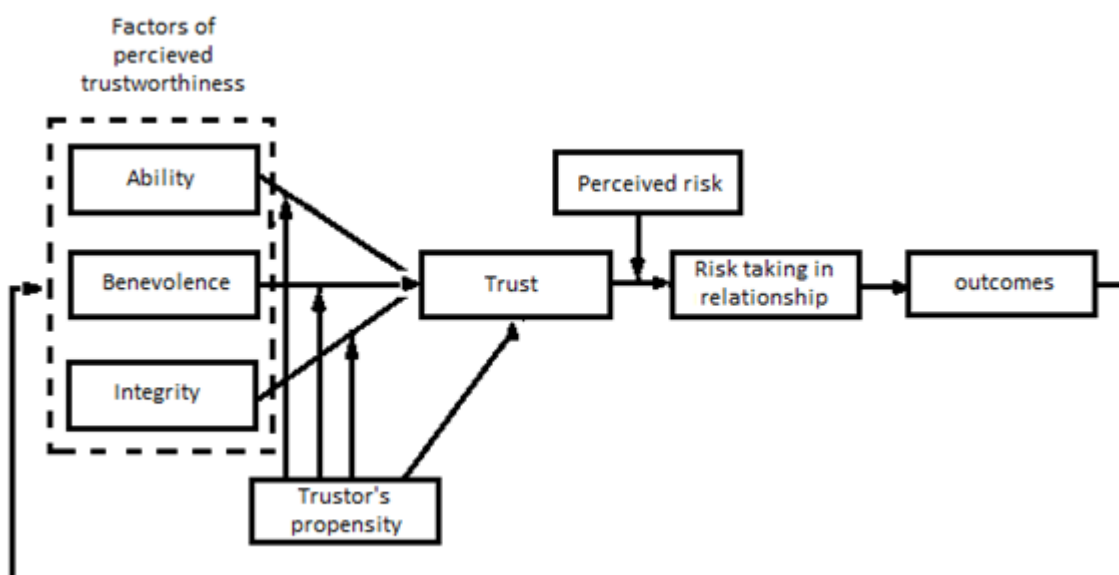 Factors of
percieved
trustworthiness
Ability
Benevolence
Integrity
Trustor's
propensity
Trust
Perceived risk
Risk taking in
relationship
outcomes